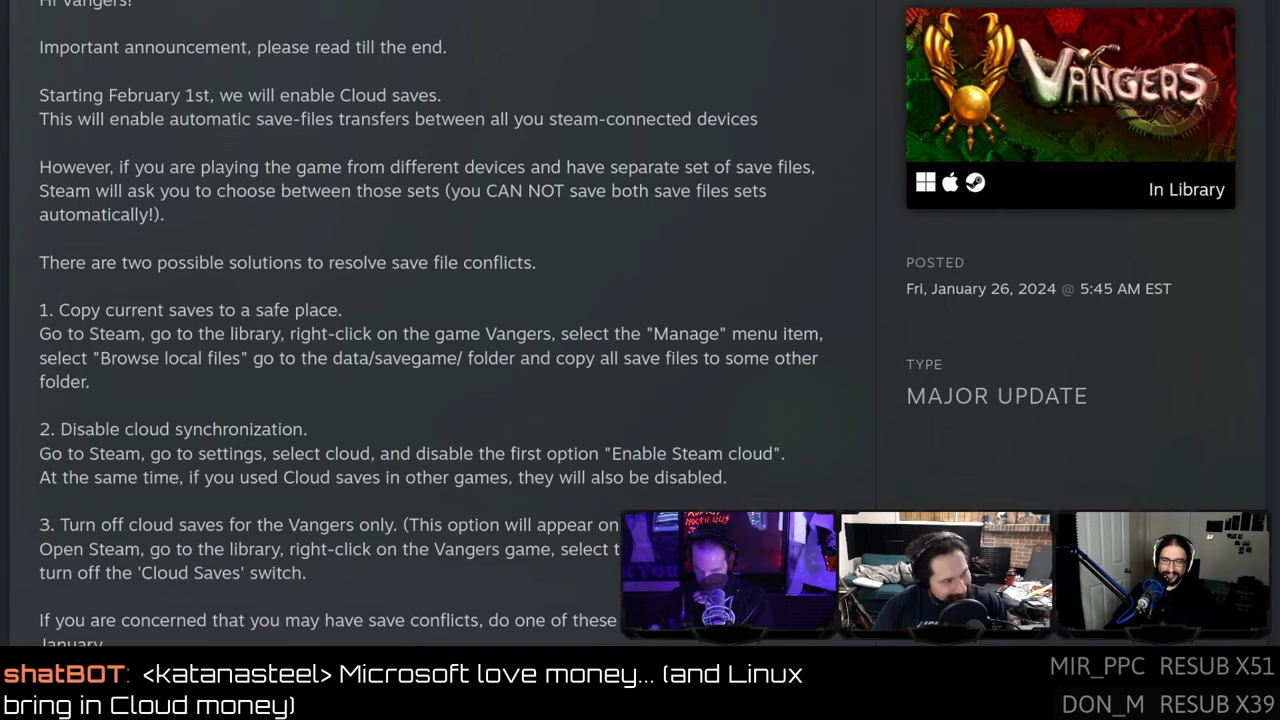 Hi Vangers!
Important announcement, please read till the end.
Starting February 1st, we will enable Cloud saves.
This will enable automatic save-files transfers between all you steam-connected devices
However, if you are playing the game from different devices and have separate set of save files,
Steam will ask you to choose between those sets (you CAN NOT save both save files sets
automatically!).
There are two possible solutions to resolve save file conflicts.
1. Copy current saves to a safe place.
Go to Steam, go to the library, right-click on the game Vangers, select the "Manage" menu item,
select "Browse local files" go to the data/savegame/ folder and copy all save files to some other
folder.
2. Disable cloud synchronization.
Go to Steam, go to settings, select cloud, and disable the first option "Enable Steam cloud".
At the same time, if you used Cloud saves in other games, they will also be disabled.
3. Turn off cloud saves for the Vangers only. (This option will appear on
Open Steam, go to the library, right-click on the Vangers game, select t
turn off the 'Cloud Saves' switch.
If you are concerned that you may have save conflicts, do one of these
January
VANGERS
In Library
POSTED
Fri, January 26, 2024 @ 5:45 AM EST
TYPE
MAJOR UPDATE
shatBOT: <katanasteel> Microsoft love money... (and Linux
bring in Cloud money)
MIR_PPC RESUB X51
DON_M RESUB X39